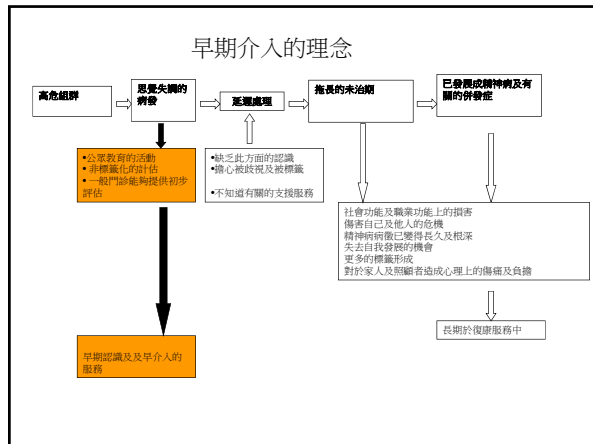 早期介入的理念
高危組群
思覺失調的
病發
延遲處理
拖長的未治期
已發展成精神病及有
關的併發症
•公眾教育的活動
•非標籤化的計估
•一般門診能夠提供初步
評估
•缺乏此方面的認識
•擔心被歧視及被標籤
•不知道有關的支援服務
社會功能及職業功能上的損害
傷害自己及他人的危機
精神病病徵已變得長久及根深
失去自我發展的機會
更多的標籤形成
對於家人及照顧者造成心理上的傷痛及負擔
早期認識及及早介入的
服務
長期於復康服務中